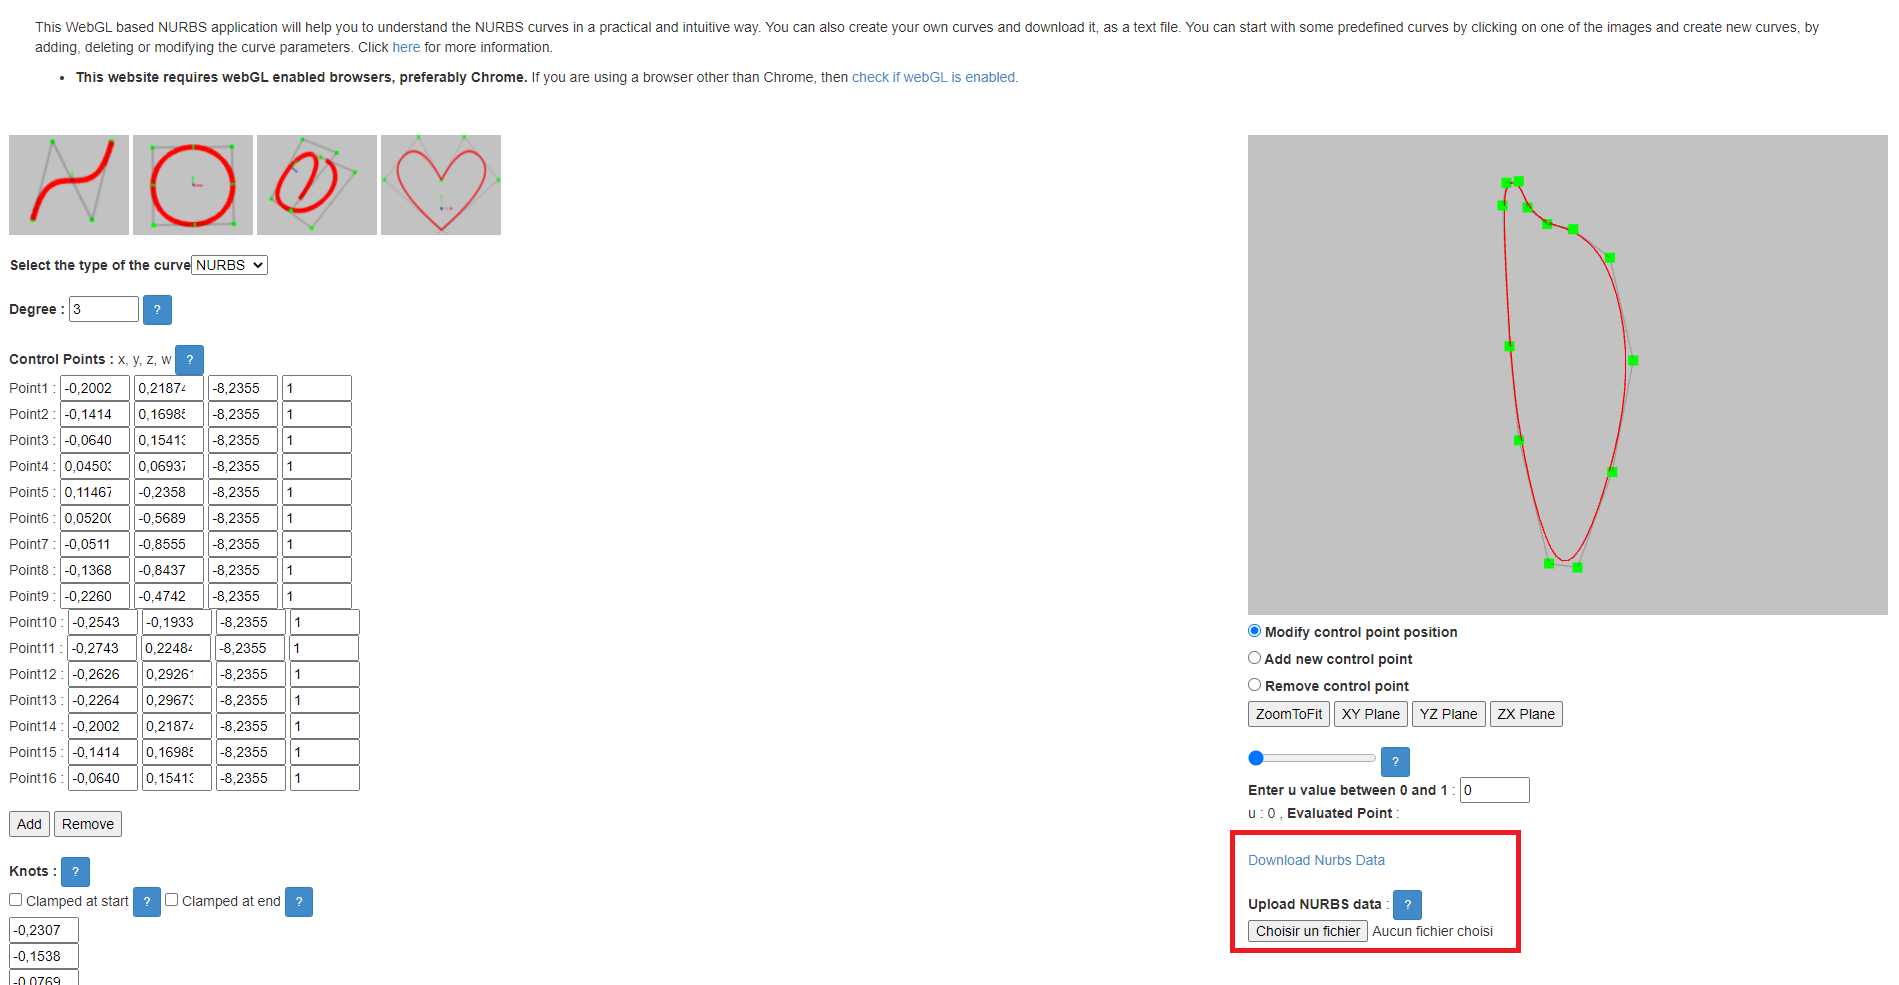 This WebGL based NURBS application will help you to understand the NURBS curves in a practical and intuitive way. You can also create your own curves and download it, as a text file. You can start with some predefined curves by clicking on one of the images and create new curves, by
adding, deleting or modifying the curve parameters. Click here for more information.
• This website requires webGL enabled browsers, preferably Chrome. If you are using a browser other than Chrome, then check if webGL is enabled.
Select the type of the curve NURBS
Degree : 3 ?
Control Points : x, y, z, w ?
Point1 : -0,2002 0,21874 -8,2355 1
Point2 : -0,1414 0,1698 -8,2355 1
Point3 : -0,0640 0,1541 -8,2355 1
Point4 : 0,0450 0,06937 -8,2355 1
Point5 : 0,11467 -0,2358 -8,2355 1
Point6 : 0,0520 -0,5689 -8,2355 1
Point7 : -0,0511 -0,8555 -8,2355 1
Point8 : -0,1368 -0,8437 -8,2355 1
Point9 : -0,2260 -0,4742 -8,2355 1
Point10 : -0,2543 -0,1933 -8,2355 1
Point11 : -0,2743 0,22484 -8,2355 1
Point12 : -0,2626 0,29261 -8,2355 1
Point13 : -0,2264 0,2967 -8,2355 1
Point14 : -0,2002 0,21874 -8,2355 1
Point15 : -0,1414 0,1698 -8,2355 1
Point16 : -0,0640 0,1541 -8,2355 1
Add Remove
Knots : ?
Clamped at start ? Clamped at end ?
-0,2307
-0,1538
-0,0769
Modify control point position
Add new control point
Remove control point
ZoomToFit XY Plane YZ Plane ZX Plane
?
Enter u value between 0 and 1 : 0
u : 0 , Evaluated Point :
Download Nurbs Data
Upload NURBS data : ?
Choisir un fichier Aucun fichier choisi